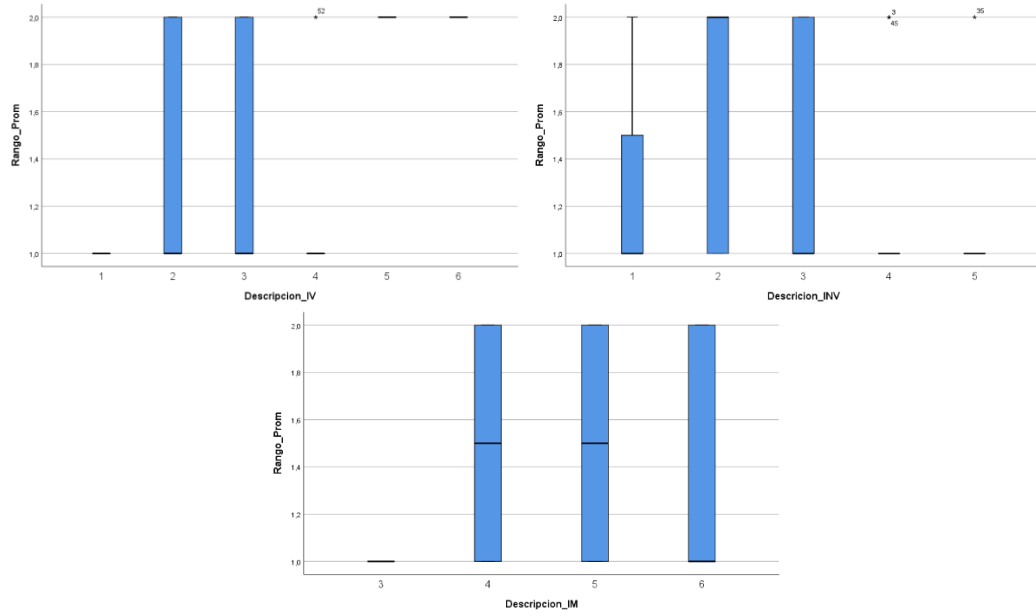 2,0
1,8
1,6
1,4
1,2
1,0
Rango_Prom
52
1 2 3 4 5 6
Descripcion_IV
2,0
1,8
1,6
1,4
1,2
1,0
Rango_Prom
3
45
35
1 2 3 4 5
Descricion_INV
2,0
1,8
1,6
1,4
1,2
1,0
Rango_Prom
3 4 5 6
Descripcion_IM